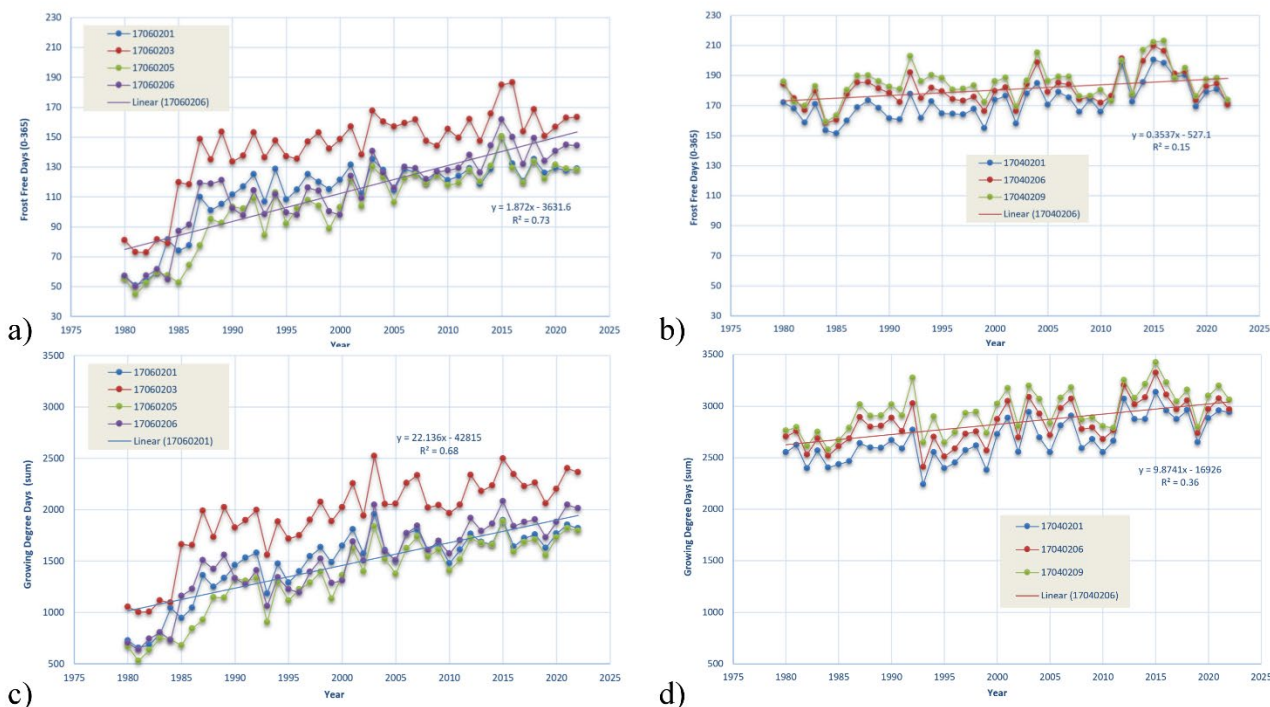 230
210
190
170
150
130
110
90
70
50
30
Frost Free Days (0-365)
17060201
17060203
17060205
17060206
Linear (17060206)
y = 1.872x - 3631.6
R² = 0.73
1975 1980 1985 1990 1995 2000 2005 2010 2015 2020 2025
Year
a)
230
210
190
170
150
130
110
90
70
50
30
Frost Free Days (0-365)
y = 0.3537x - 527.1
R² = 0.15
17040201
17040206
17040209
Linear (17040206)
1975 1980 1985 1990 1995 2000 2005 2010 2015 2020 2025
Year
b)
3500
3000
2500
2000
1500
1000
500
Growing Degree Days (sum)
17060201
17060203
17060205
17060206
Linear (17060201)
y = 22.136x - 42815
R² = 0.68
1975 1980 1985 1990 1995 2000 2005 2010 2015 2020 2025
Year
c)
3500
3000
2500
2000
1500
1000
500
Growing Degree Days (sum)
y = 9.8741x - 16926
R² = 0.36
17040201
17040206
17040209
Linear (17040206)
1975 1980 1985 1990 1995 2000 2005 2010 2015 2020 2025
Year
d)